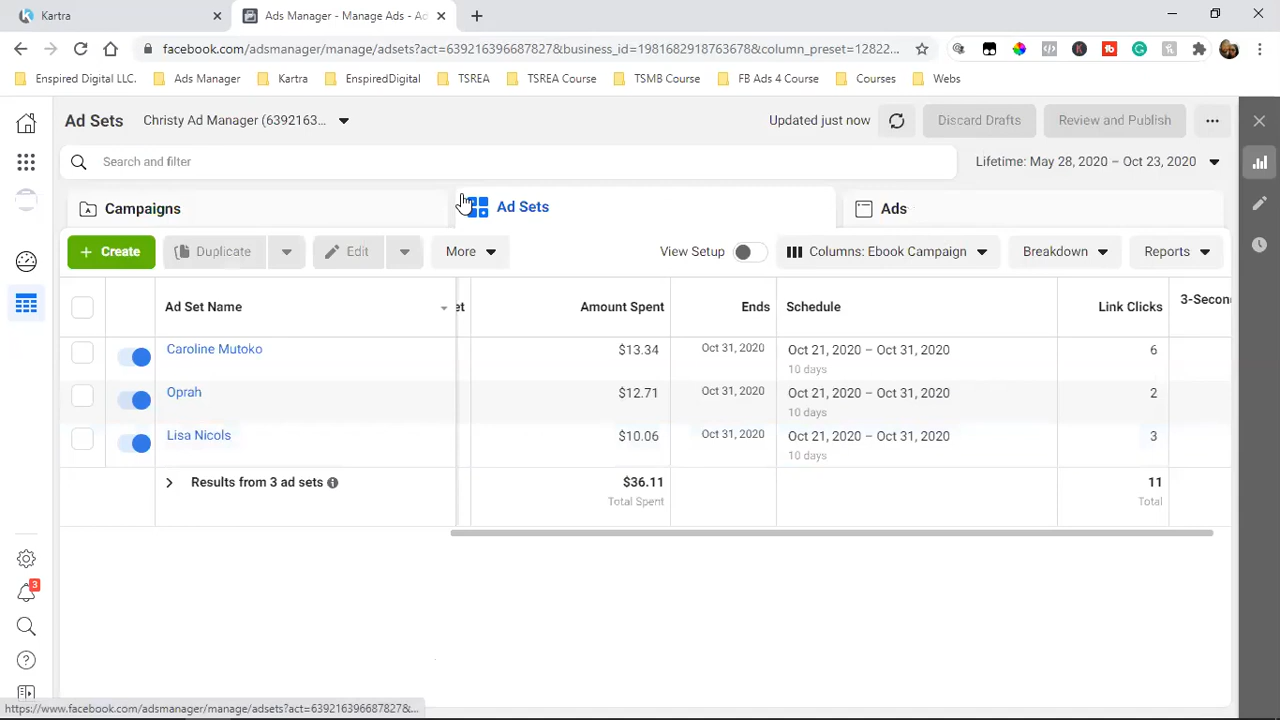 Kartra
Ads Manager - Manage Ads - Ad
facebook.com/adsmanager/manage/adsets?act=639216396687827&business_id=19816829187636788&column_preset=12822...
Enspired Digital LLC.
Ads Manager
Kartra
EnspiredDigital
TSREA
TSREA Course
TSMB Course
FB Ads 4 Course
Courses
Webs
Ad Sets
Christy Ad Manager (6392163...
Updated just now
Discard Drafts
Review and Publish
Search and filter
Lifetime: May 28, 2020 – Oct 23, 2020
Campaigns
Ad Sets
Ads
+ Create
Duplicate
Edit
More
View Setup
Columns: Ebook Campaign
Breakdown
Reports
Ad Set Name
et
Amount Spent
Ends
Schedule
Link Clicks
3-Secon
Caroline Mutoko
$13.34
Oct 31, 2020
Oct 21, 2020 – Oct 31, 2020
10 days
6
Oprah
$12.71
Oct 31, 2020
Oct 21, 2020 – Oct 31, 2020
10 days
2
Lisa Nicols
$10.06
Oct 31, 2020
Oct 21, 2020 – Oct 31, 2020
10 days
3
Results from 3 ad sets
$36.11
Total Spent
11
Total
3
https://www.facebook.com/adsmanager/manage/adsets?act=639216396687827&...